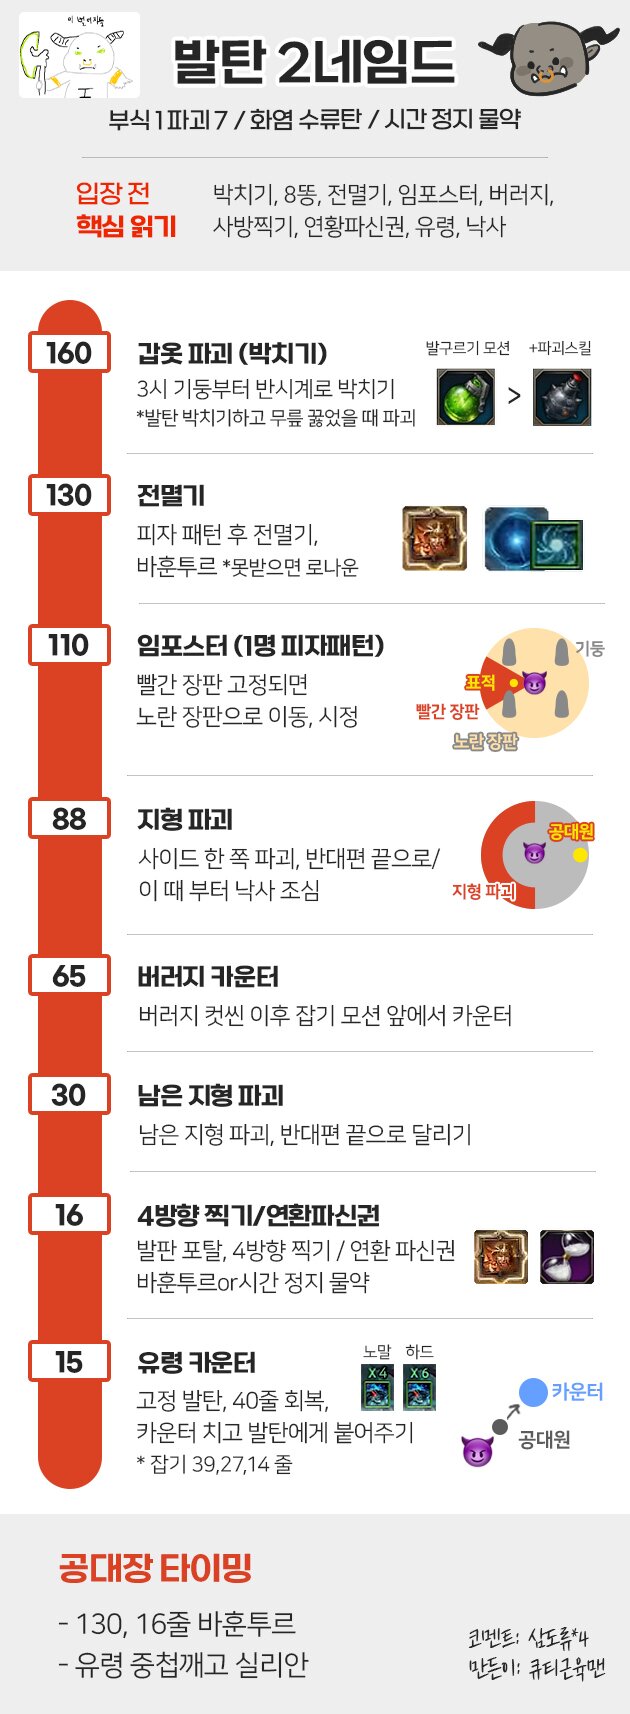 이 벗어지능
발탄 2네임드
부식 1 파괴 7 / 화염 수류탄 / 시간 정지 물약
입장 전
핵심 읽기
박치기, 8똥, 전멸기, 임포스터, 버러지,
사방찍기, 연황파신권, 유령, 낙사
160
갑옷 파괴 (박치기)
3시 기둥부터 반시계로 박치기
*발탄 박치기하고 무릎 꿇었을 때 파괴
발구르기 모션
+파괴스킬
>
130
전멸기
피자 패턴 후 전멸기,
바훈투르 *못받으면 로나운
110
임포스터 (1명 피자패턴)
빨간 장판 고정되면
노란 장판으로 이동, 시정
기둥
표적
빨간 장판
노란 장판
88
지형 파괴
사이드 한 쪽 파괴, 반대편 끝으로/
이 때 부터 낙사 조심
공대원
지형 파괴
65
버러지 카운터
버러지 컷씬 이후 잡기 모션 앞에서 카운터
30
남은 지형 파괴
남은 지형 파괴, 반대편 끝으로 달리기
16
4방향 찍기/연환파신권
발판 포탈, 4방향 찍기 / 연환 파신권
바훈투르or시간 정지 물약
15
유령 카운터
고정 발탄, 40줄 회복,
카운터 치고 발탄에게 붙어주기
* 잡기 39,27,14 줄
노말
하드
X 4
X 6
카운터
공대원
공대장 타이밍
- 130, 16줄 바훈투르
- 유령 중첩깨고 실리안
코멘트: 삼도류*4
만든이: 큐티근육맨